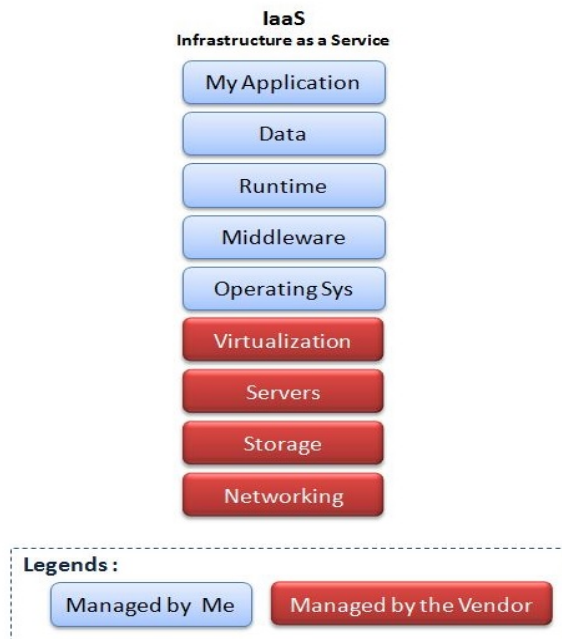 IaaS
Infrastructure as a Service
My Application
Data
Runtime
Middleware
Operating Sys
Virtualization
Servers
Storage
Networking
Legends :
Managed by Me
Managed by the Vendor